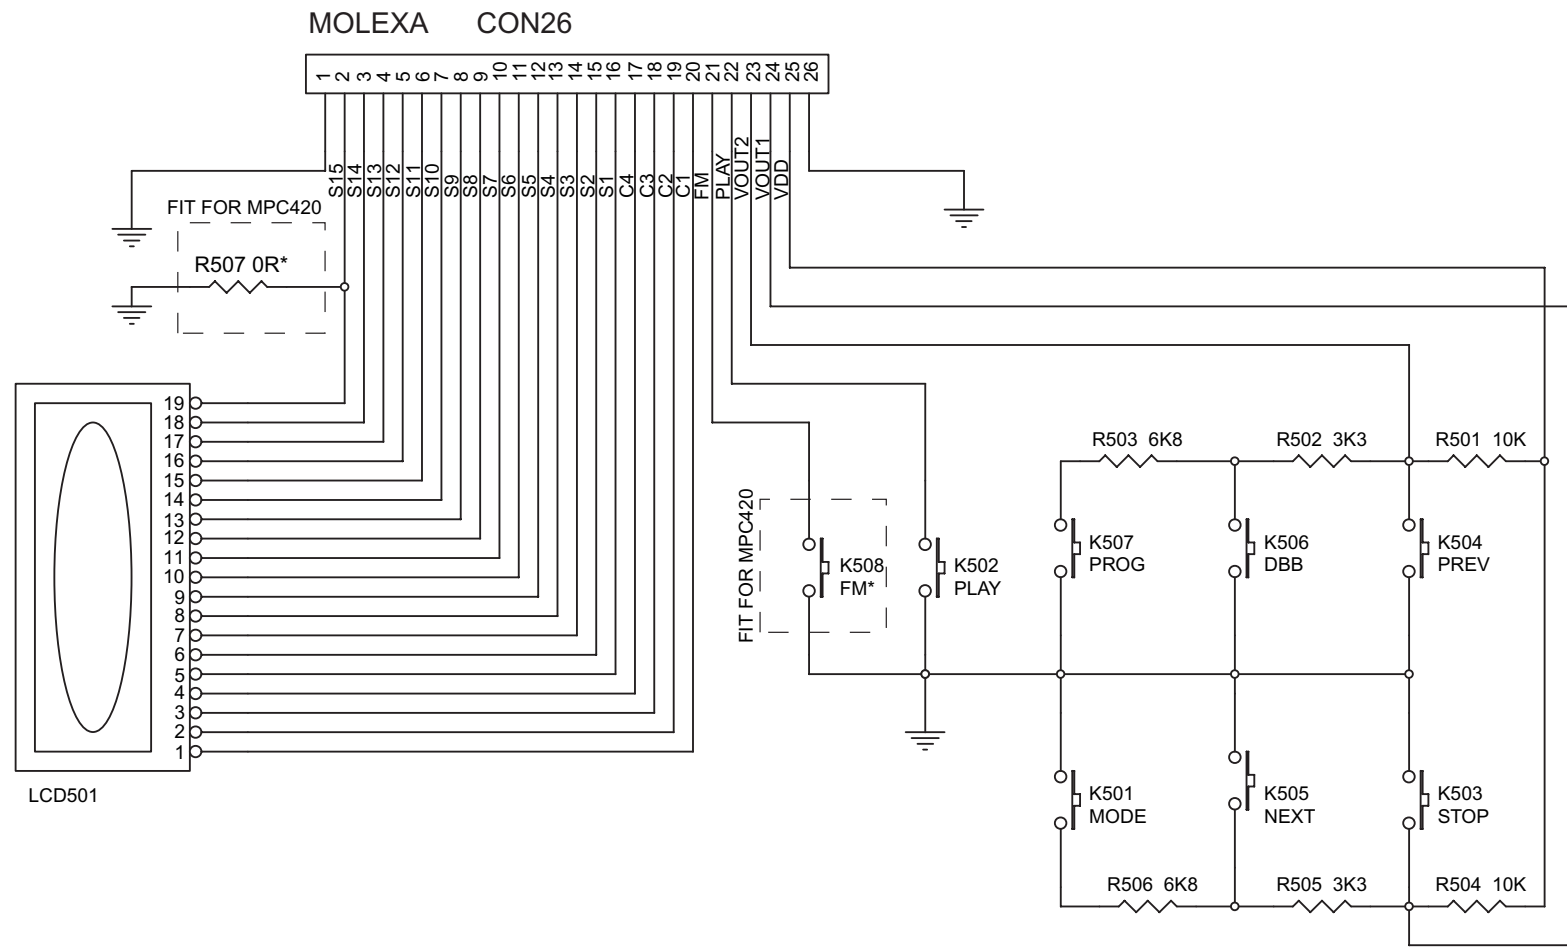 MOLEXA CON26
1 2 3 4 5 6 7 8 9 10 11 12 13 14 15 16 17 18 19 20 21 22 23 24 25 26
S15 S14 S13 S12 S11 S10 S9 S8 S7 S6 S5 S4 S3 S2 S1 C4 C3 C2 C1 FM PLAY VOUT2 VOUT1 VDD
FIT FOR MPC420
R507 0R*
19
18
17
16
15
14
13
12
11
10
9
8
7
6
5
4
3
2
1
LCD501
FIT FOR MPC420
K508
FM*
K502
PLAY
R503 6K8
R502 3K3
R501 10K
K507
PROG
K506
DBB
K504
PREV
K501
MODE
K505
NEXT
K503
STOP
R506 6K8
R505 3K3
R504 10K